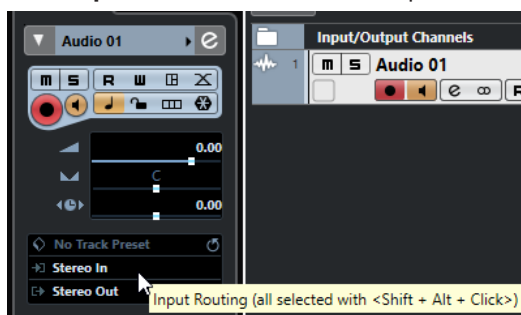 Audio 01
e
m S R W
0.00
C
0.00
No Track Preset
Stereo In
Stereo Out
Input/Output Channels
1 m S Audio 01
e R
Input Routing (all selected with <Shift + Alt + Click>)